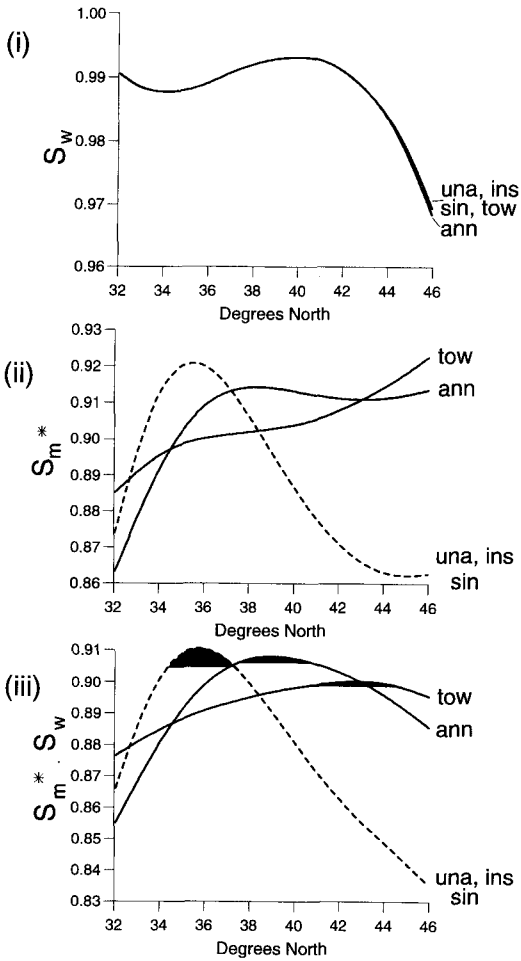 (i)
S_w
1.00
0.99
0.98
0.97
0.96
una, ins
sin, tow
ann
32 34 36 38 40 42 44 46
Degrees North
(ii)
S_m*
0.93
0.92
0.91
0.90
0.89
0.88
0.87
0.86
tow
ann
una, ins
sin
32 34 36 38 40 42 44 46
Degrees North
(iii)
S_m* . S_w
0.91
0.90
0.89
0.88
0.87
0.86
0.85
0.84
0.83
tow
ann
una, ins
sin
32 34 36 38 40 42 44 46
Degrees North